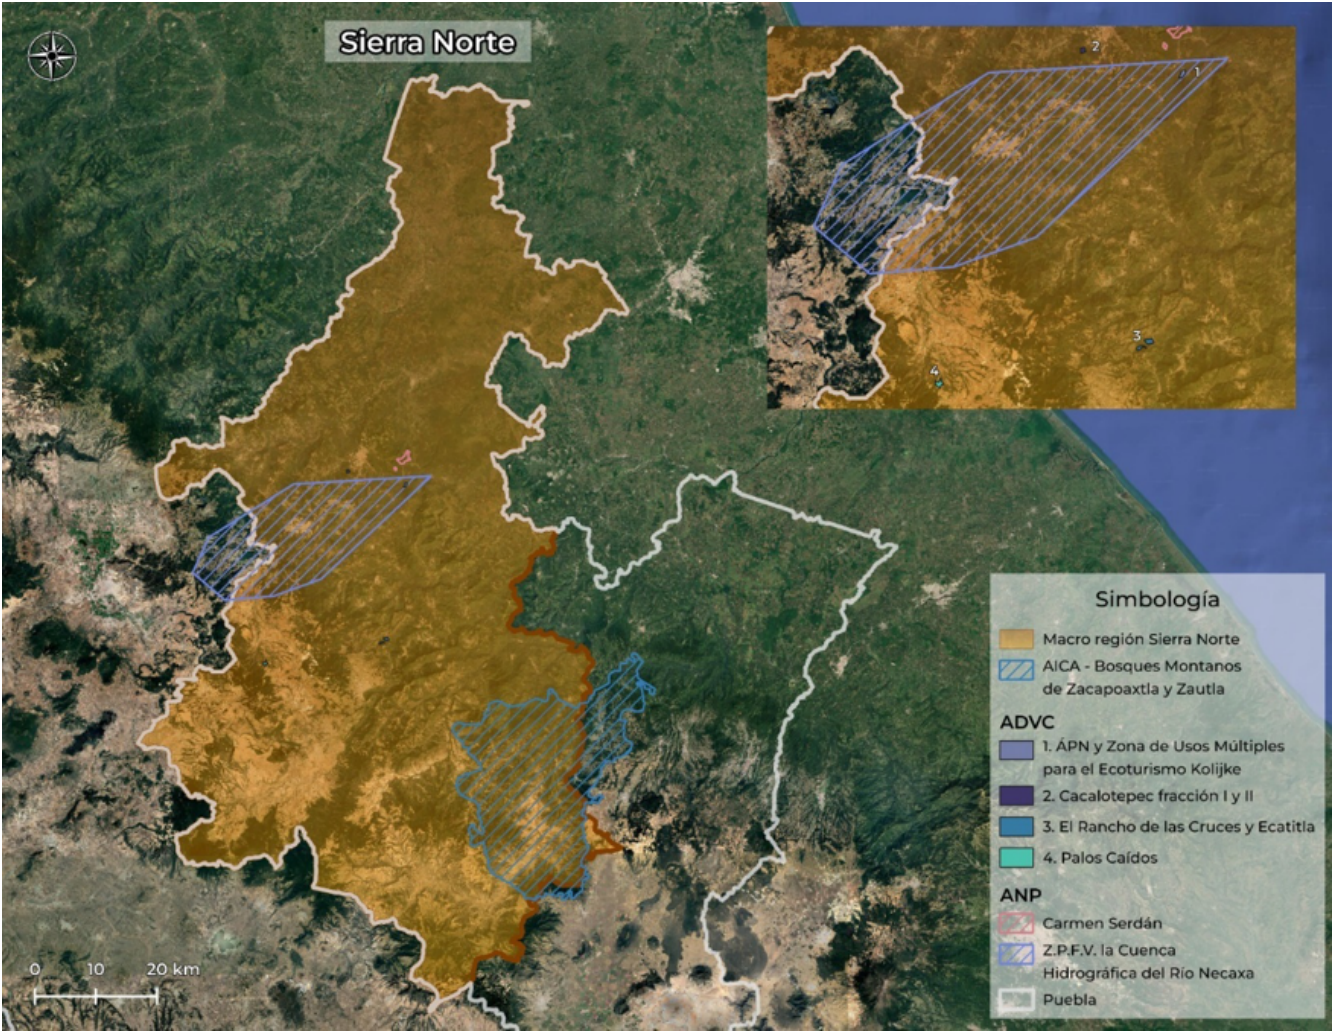 Sierra Norte
2
1
3
4
Simbología
Macro región Sierra Norte
AICA - Bosques Montanos
de Zacapoaxtla y Zautla
ADVC
1. ÁPN y Zona de Usos Múltiples
para el Ecoturismo Kolijke
2. Cacalotepec fracción I y II
3. El Rancho de las Cruces y Ecatitla
4. Palos Caídos
ANP
Carmen Serdán
Z.P.F.V. la Cuenca
Hidrográfica del Río Necaxa
Puebla
0 10 20 km